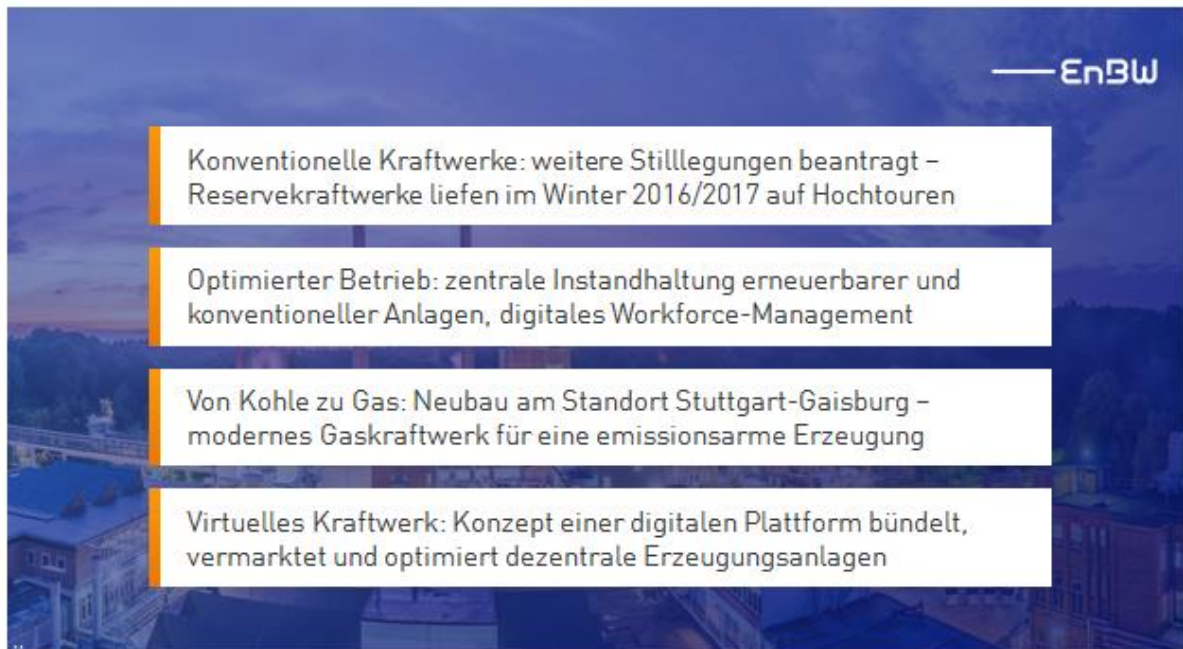 EnBW
Konventionelle Kraftwerke: weitere Stilllegungen beantragt –
Reservekraftwerke liefen im Winter 2016/2017 auf Hochtouren
Optimierter Betrieb: zentrale Instandhaltung erneuerbarer und
konventioneller Anlagen, digitales Workforce-Management
Von Kohle zu Gas: Neubau am Standort Stuttgart-Gaisburg –
modernes Gaskraftwerk für eine emissionsarme Erzeugung
Virtuelles Kraftwerk: Konzept einer digitalen Plattform bündelt,
vermarktet und optimiert dezentrale Erzeugungsanlagen